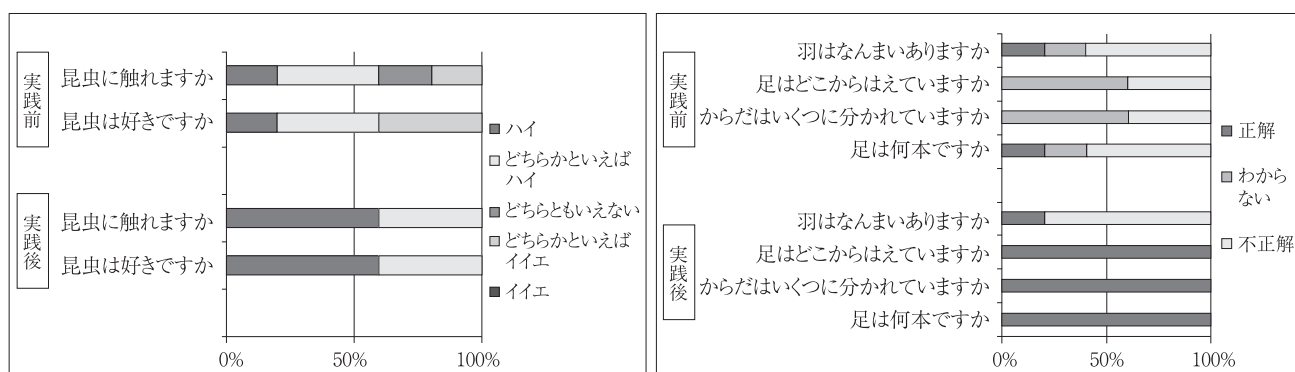 実践前
昆虫に触れますか
昆虫は好きですか
実践後
昆虫に触れますか
昆虫は好きですか
0%
50%
100%
ハイ
どちらかといえば
ハイ
どちらともいえない
どちらかといえば
イイエ
イイエ
実践前
羽はなんまいありますか
足はどこからはえていますか
からだはいくつに分かれていますか
足は何本ですか
実践後
羽はなんまいありますか
足はどこからはえていますか
からだはいくつに分かれていますか
足は何本ですか
0%
50%
100%
正解
わから
ない
不正解